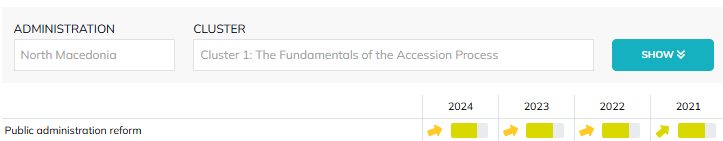 ADMINISTRATION CLUSTER
North Macedonia Cluster 1: The Fundamentals of the Accession Process SHOW
2024 2023 2022 2021
Public administration reform